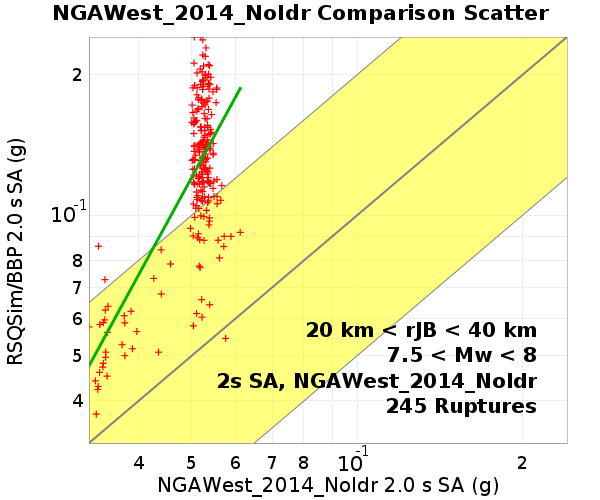 NGAWest_2014_NoIdr Comparison Scatter
RSQSim/BBP 2.0 s SA (g)
2
10-1
8
7
6
5
4
20 km < rJB < 40 km
7.5 < Mw < 8
2s SA, NGAWest_2014_NoIdr
245 Ruptures
4 5 6 7 8 10-1 2
NGAWest_2014_NoIdr 2.0 s SA (g)